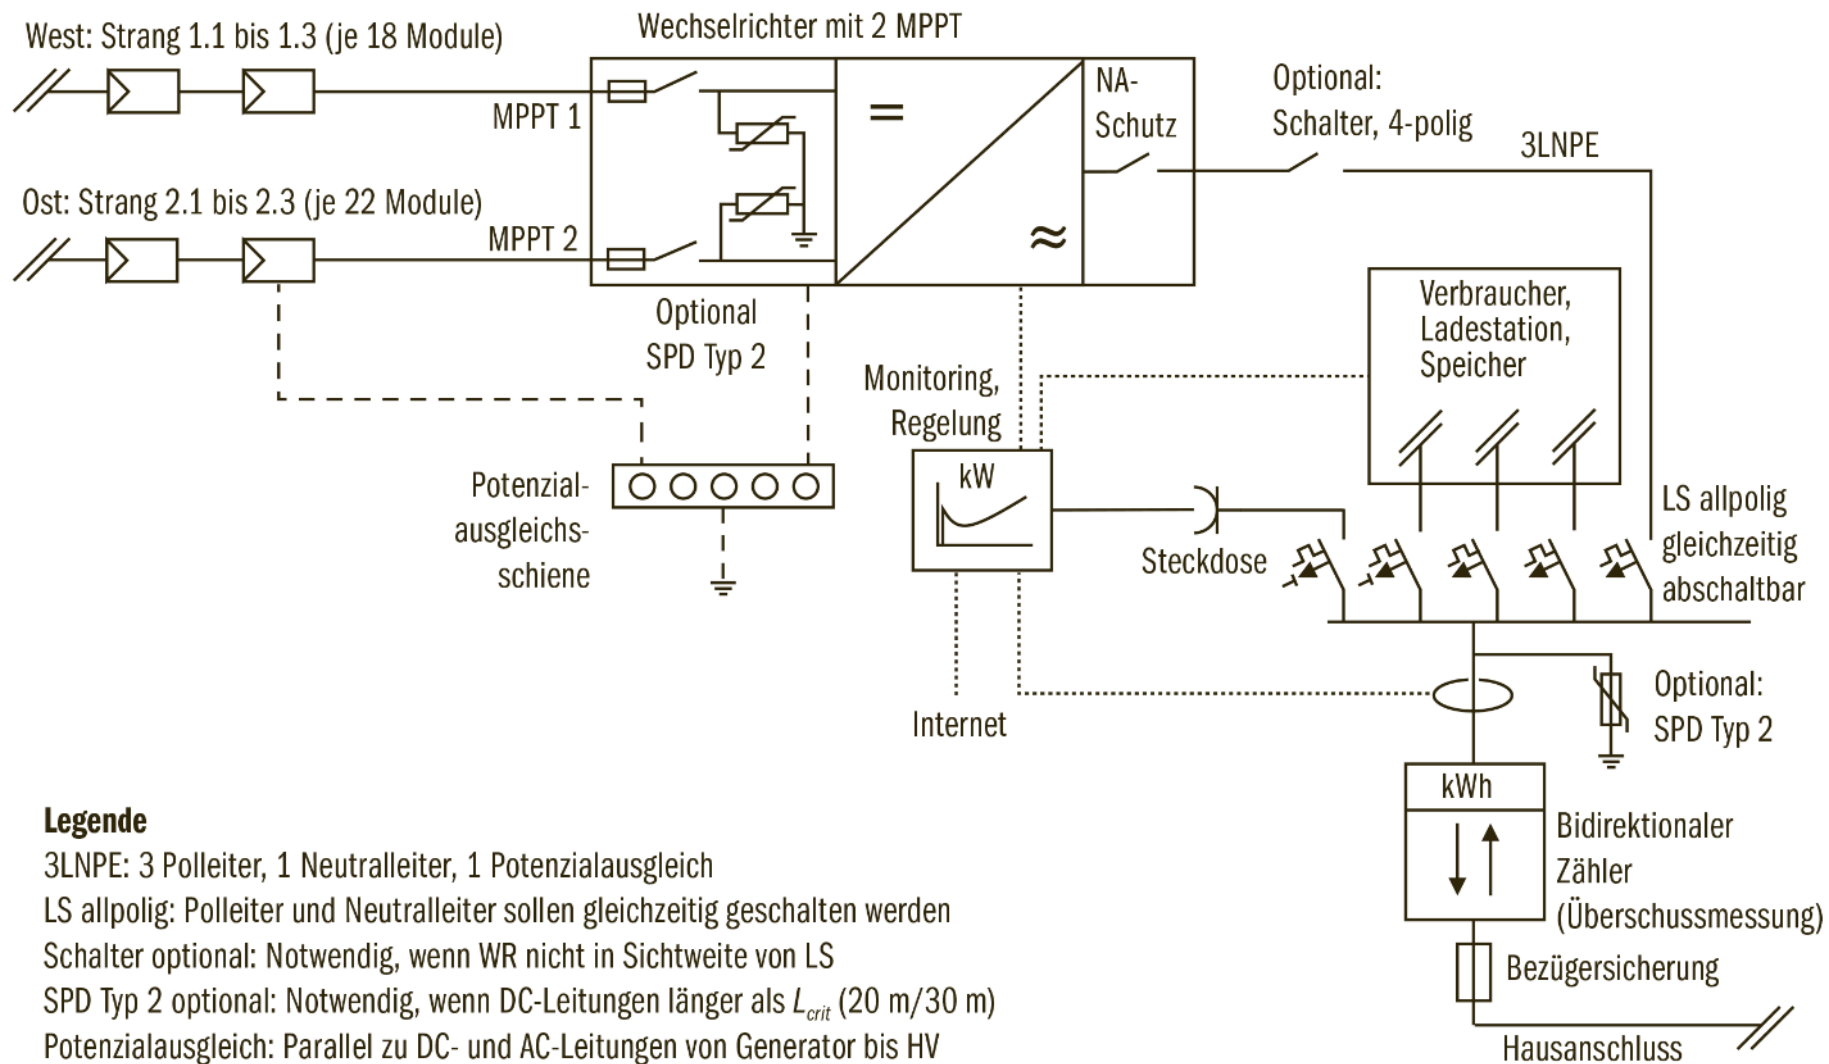 West: Strang 1.1 bis 1.3 (je 18 Module)
Wechselrichter mit 2 MPPT
MPPT 1
=
NA-
Schutz
Optional:
Schalter, 4-polig
3LNPE
Ost: Strang 2.1 bis 2.3 (je 22 Module)
MPPT 2
≈
Optional
SPD Typ 2
Verbraucher,
Ladestation,
Speicher
Monitoring,
Regelung
kW
Potenzial-
ausgleichs-
schiene
Steckdose
LS allpolig
gleichzeitig
abschaltbar
Internet
Optional:
SPD Typ 2
kWh
Bidirektionaler
Zähler
(Überschussmessung)
Bezügersicherung
Hausanschluss
Legende
3LNPE: 3 Polleiter, 1 Neutralleiter, 1 Potenzialausgleich
LS allpolig: Polleiter und Neutralleiter sollen gleichzeitig geschalten werden
Schalter optional: Notwendig, wenn WR nicht in Sichtweite von LS
SPD Typ 2 optional: Notwendig, wenn DC-Leitungen länger als L_crit (20 m/30 m)
Potenzialausgleich: Parallel zu DC- und AC-Leitungen von Generator bis HV